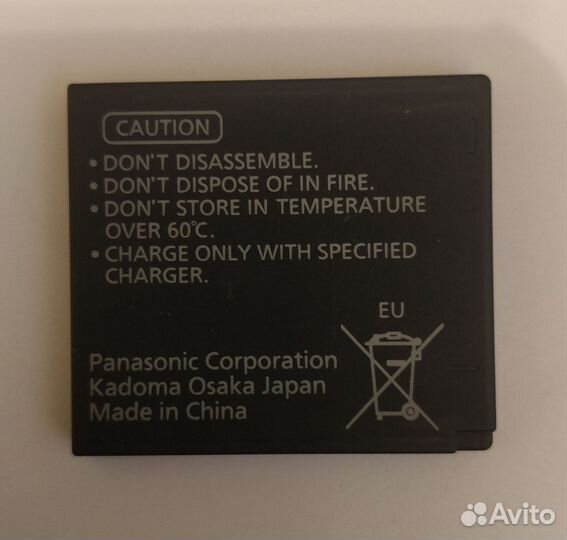 CAUTION
• DON'T DISASSEMBLE.
• DON'T DISPOSE OF IN FIRE.
• DON'T STORE IN TEMPERATURE
OVER 60℃.
• CHARGE ONLY WITH SPECIFIED
CHARGER.
EU
Panasonic Corporation
Kadoma Osaka Japan
Made in China
Avito